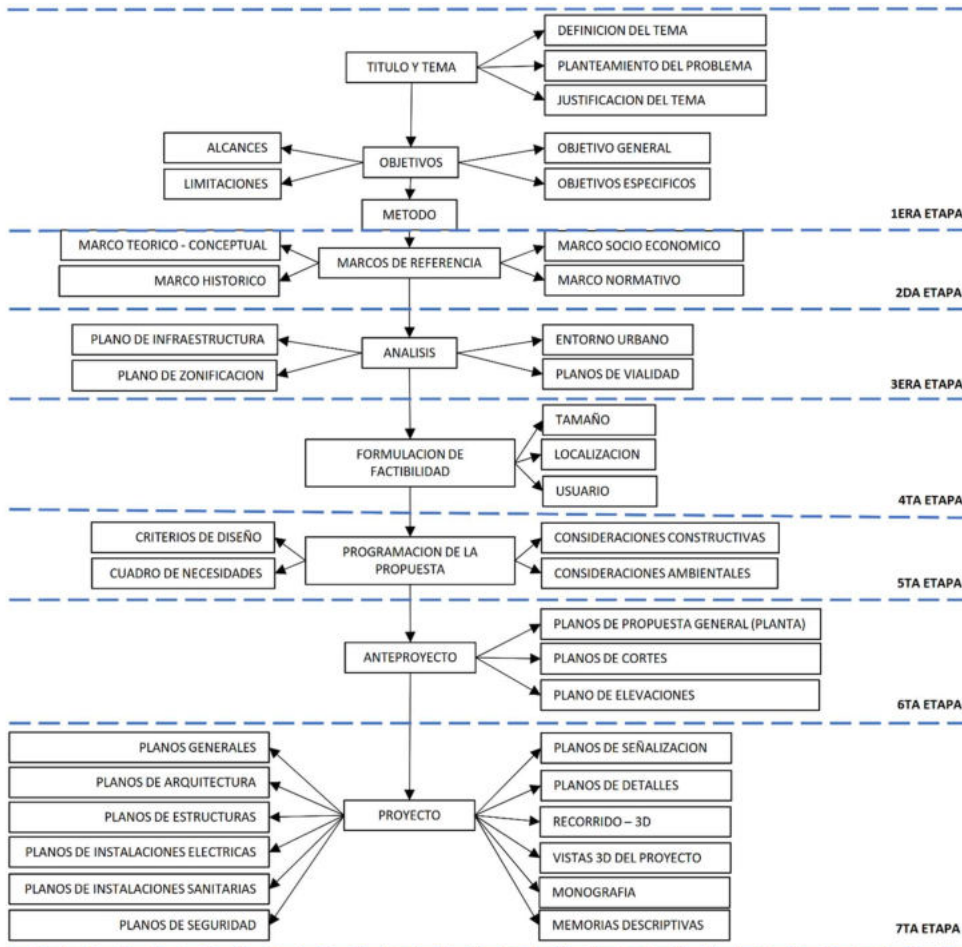 DEFINICION DEL TEMA
TITULO Y TEMA
PLANTEAMIENTO DEL PROBLEMA
JUSTIFICACION DEL TEMA
ALCANCES
OBJETIVOS
OBJETIVO GENERAL
LIMITACIONES
OBJETIVOS ESPECIFICOS
METODO
1ERA ETAPA
MARCO TEORICO - CONCEPTUAL
MARCOS DE REFERENCIA
MARCO SOCIO ECONOMICO
MARCO HISTORICO
MARCO NORMATIVO
2DA ETAPA
PLANO DE INFRAESTRUCTURA
ANALISIS
ENTORNO URBANO
PLANO DE ZONIFICACION
PLANOS DE VIALIDAD
3ERA ETAPA
TAMAÑO
FORMULACION DE
FACTIBILIDAD
LOCALIZACION
USUARIO
4TA ETAPA
CRITERIOS DE DISEÑO
PROGRAMACION DE LA
PROPUESTA
CONSIDERACIONES CONSTRUCTIVAS
CUADRO DE NECESIDADES
CONSIDERACIONES AMBIENTALES
5TA ETAPA
PLANOS DE PROPUESTA GENERAL (PLANTA)
ANTEPROYECTO
PLANOS DE CORTES
PLANO DE ELEVACIONES
6TA ETAPA
PLANOS GENERALES
PLANOS DE SEÑALIZACION
PLANOS DE ARQUITECTURA
PLANOS DE DETALLES
PLANOS DE ESTRUCTURAS
PROYECTO
RECORRIDO – 3D
PLANOS DE INSTALACIONES ELECTRICAS
VISTAS 3D DEL PROYECTO
PLANOS DE INSTALACIONES SANITARIAS
MONOGRAFIA
PLANOS DE SEGURIDAD
MEMORIAS DESCRIPTIVAS
7TA ETAPA